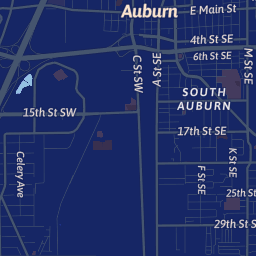 Auburn
E Main St
4th St SE
6th St SE
C St SW
A St SE
M St SE
SOUTH
AUBURN
15th St SW
17th St SE
Celery Ave
F St SE
K St SE
25th St
29th St S